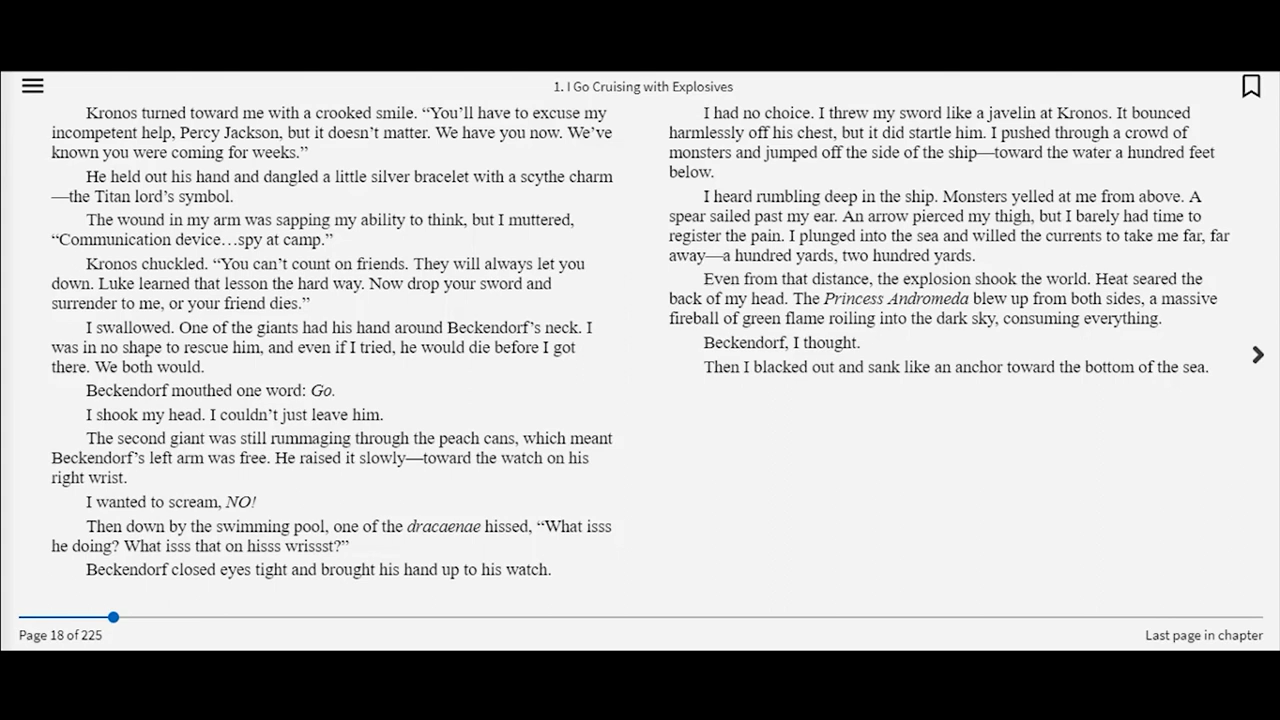 1. I Go Cruising with Explosives
Kronos turned toward me with a crooked smile. “You’ll have to excuse my
incompetent help, Percy Jackson, but it doesn’t matter. We have you now. We’ve
known you were coming for weeks.”
He held out his hand and dangled a little silver bracelet with a scythe charm
—the Titan lord’s symbol.
The wound in my arm was sapping my ability to think, but I muttered,
“Communication device…spy at camp.”
Kronos chuckled. “You can’t count on friends. They will always let you
down. Luke learned that lesson the hard way. Now drop your sword and
surrender to me, or your friend dies.”
I swallowed. One of the giants had his hand around Beckendorf’s neck. I
was in no shape to rescue him, and even if I tried, he would die before I got
there. We both would.
Beckendorf mouthed one word: Go.
I shook my head. I couldn’t just leave him.
The second giant was still rummaging through the peach cans, which meant
Beckendorf’s left arm was free. He raised it slowly—toward the watch on his
right wrist.
I wanted to scream, NO!
Then down by the swimming pool, one of the dracaenae hissed, “What isss
he doing? What isss that on hisss wrissst?”
Beckendorf closed eyes tight and brought his hand up to his watch.
I had no choice. I threw my sword like a javelin at Kronos. It bounced
harmlessly off his chest, but it did startle him. I pushed through a crowd of
monsters and jumped off the side of the ship—toward the water a hundred feet
below.
I heard rumbling deep in the ship. Monsters yelled at me from above. A
spear sailed past my ear. An arrow pierced my thigh, but I barely had time to
register the pain. I plunged into the sea and willed the currents to take me far, far
away—a hundred yards, two hundred yards.
Even from that distance, the explosion shook the world. Heat seared the
back of my head. The Princess Andromeda blew up from both sides, a massive
fireball of green flame roiling into the dark sky, consuming everything.
Beckendorf, I thought.
Then I blacked out and sank like an anchor toward the bottom of the sea.
Page 18 of 225
Last page in chapter